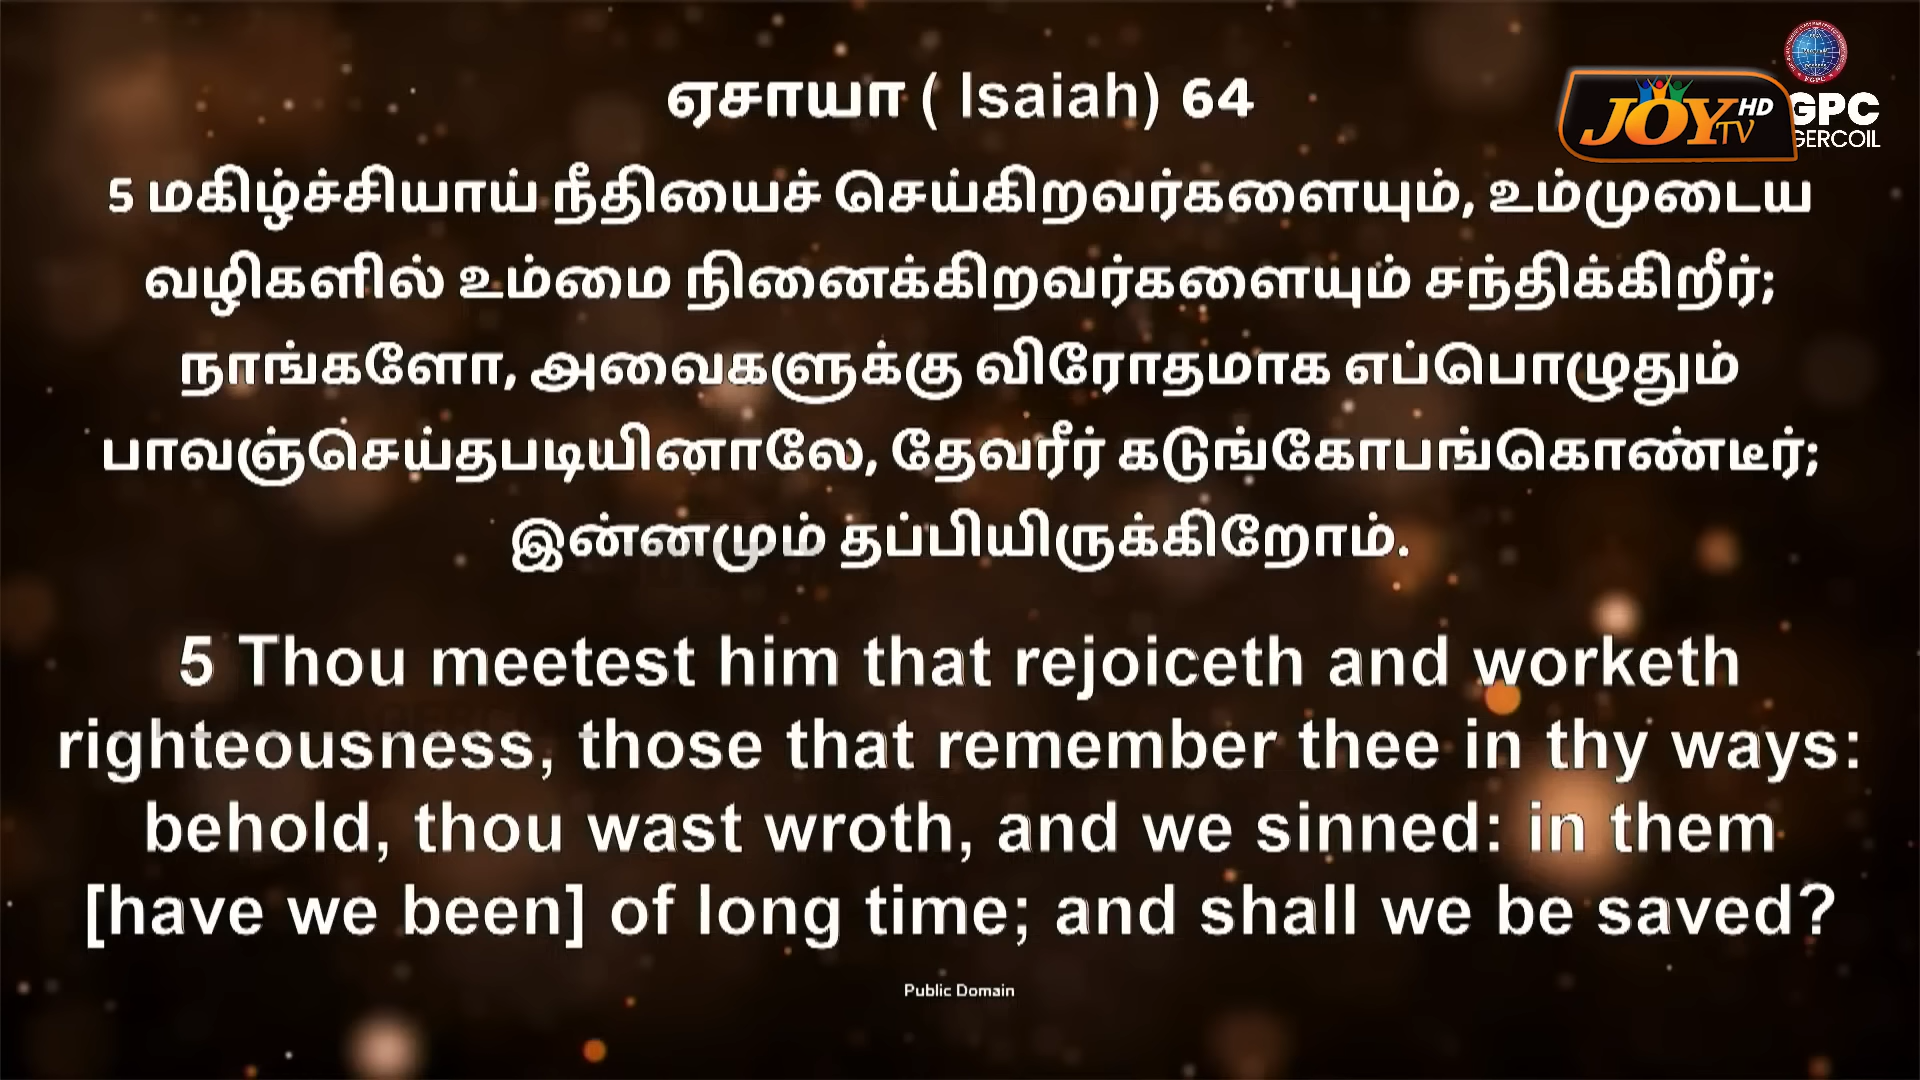 ஏசாயா ( Isaiah) 64
JOY TV HD
GPC
GERCOIL
5 மகிழ்ச்சியாய் நீதியைச் செய்கிறவர்களையும், உம்முடைய
வழிகளில் உம்மை நினைக்கிறவர்களையும் சந்திக்கிறீர்;
நாங்களோ, அவைகளுக்கு விரோதமாக எப்பொழுதும்
பாவஞ்செய்தபடியினாலே, தேவரீர் கடுங்கோபங்கொண்டீர்;
இன்னமும் தப்பியிருக்கிறோம்.
5 Thou meetest him that rejoiceth and worketh
righteousness, those that remember thee in thy ways:
behold, thou wast wroth, and we sinned: in them
[have we been] of long time; and shall we be saved?
Public Domain